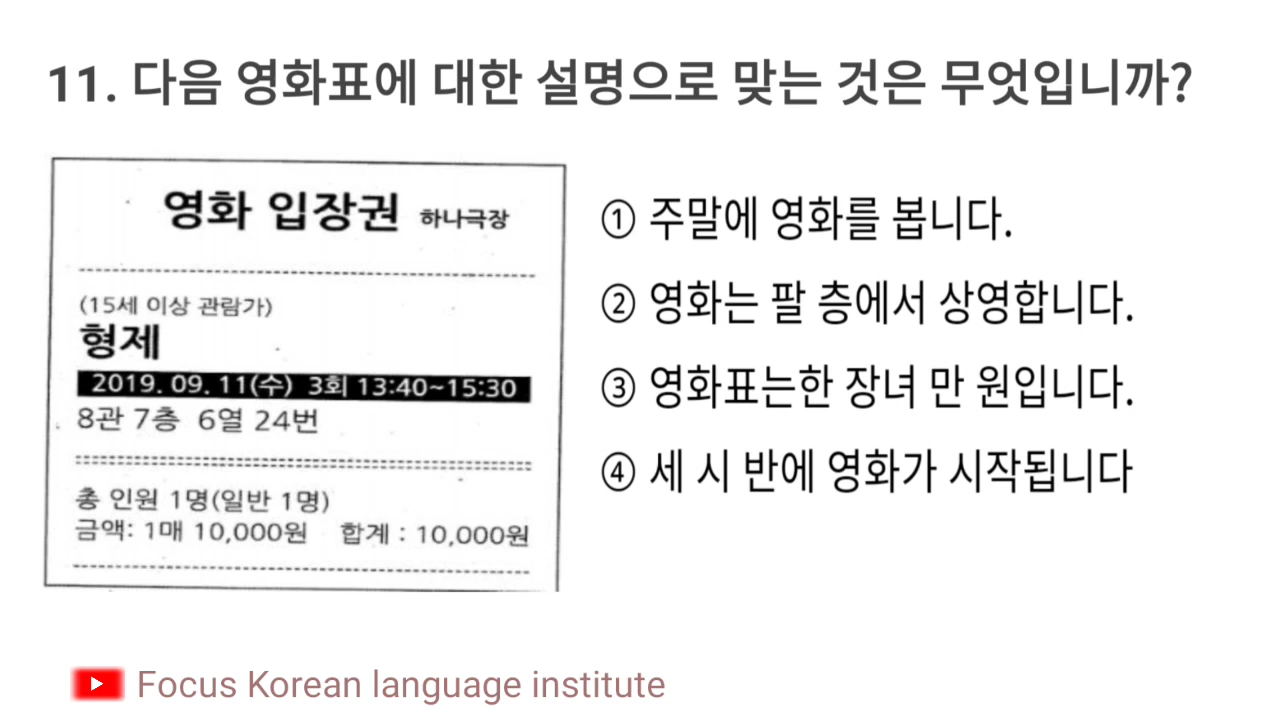 11. 다음 영화표에 대한 설명으로 맞는 것은 무엇입니까?
영화 입장권 하나극장
(15세 이상 관람가)
형제
2019. 09. 11(수) 3회 13:40~15:30
8관 7층 6열 24번
총 인원 1명(일반 1명)
금액: 1매 10,000원 합계 : 10,000원
① 주말에 영화를 봅니다.
② 영화는 팔 층에서 상영합니다.
③ 영화표는한 장녀 만 원입니다.
④ 세 시 반에 영화가 시작됩니다
Focus Korean language institute